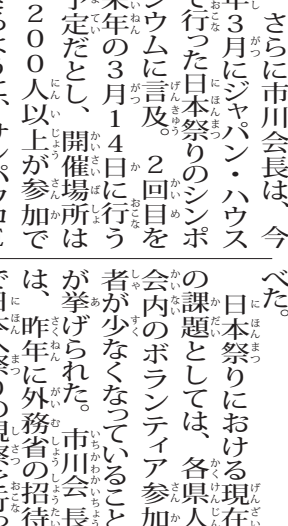 さらに市川会長は、今
年3月にジャパン・ハウス
で行った日本祭りのシンポ
ジウムに言及。2回目を
来年の3月14日に行う
予定だとし、開催場所は
200人以上が参加で
べた。
日本祭りにおける現在
の課題としては、各県人
会内のボランティア参加
者が少なくなっていること
が挙げられた。市川会長
は、昨年に外務省の招待